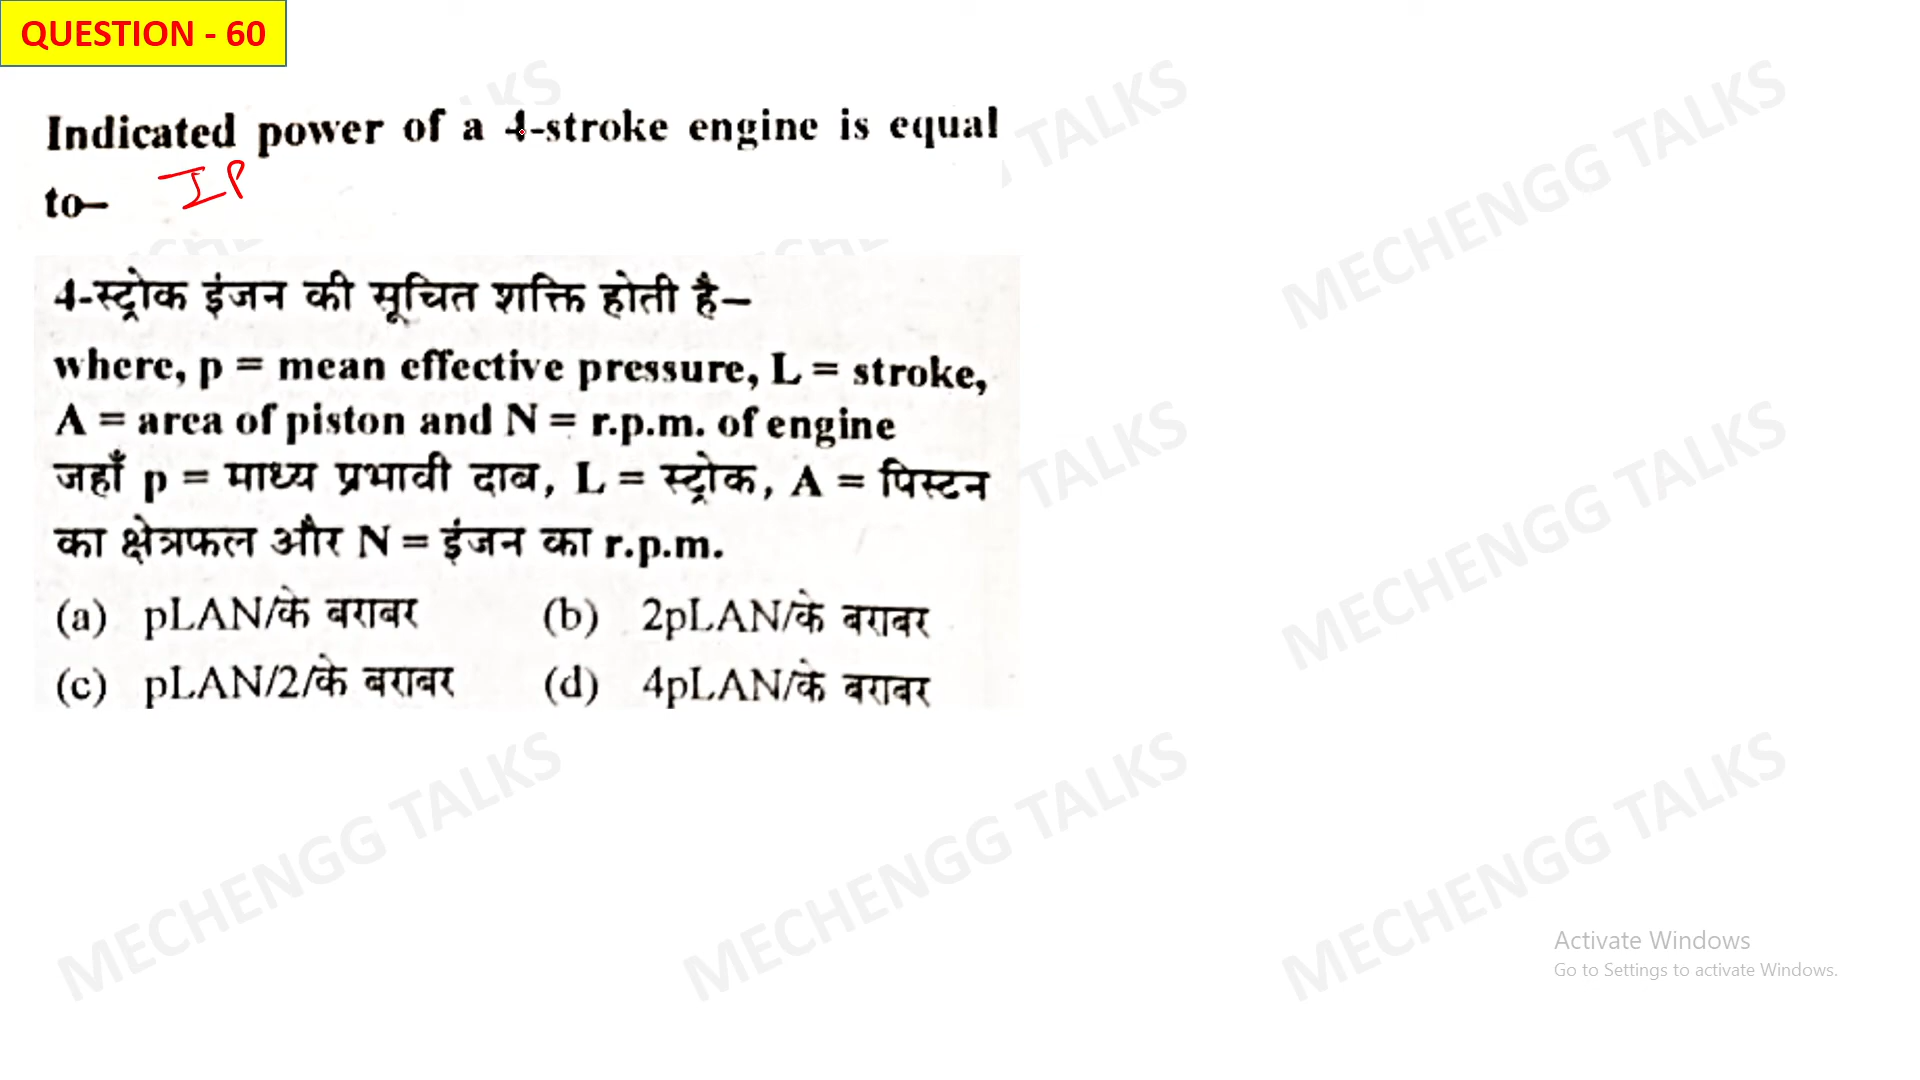 QUESTION - 60
Indicated power of a 4-stroke engine is equal
to–
IP
4-स्ट्रोक इंजन की सूचित शक्ति होती है–
where, p = mean effective pressure, L = stroke,
A = area of piston and N = r.p.m. of engine
जहाँ p = माध्य प्रभावी दाब, L = स्ट्रोक, A = पिस्टन
का क्षेत्रफल और N = इंजन का r.p.m.
(a) pLAN/के बराबर (b) 2pLAN/के बराबर
(c) pLAN/2/के बराबर (d) 4pLAN/के बराबर
TALKS
MECHENGG TALKS
TALKS
MECHENGG TALKS
MECHENGG TALKS
MECHENGG TALKS
MECHENGG TALKS
Activate Windows
Go to Settings to activate Windows.